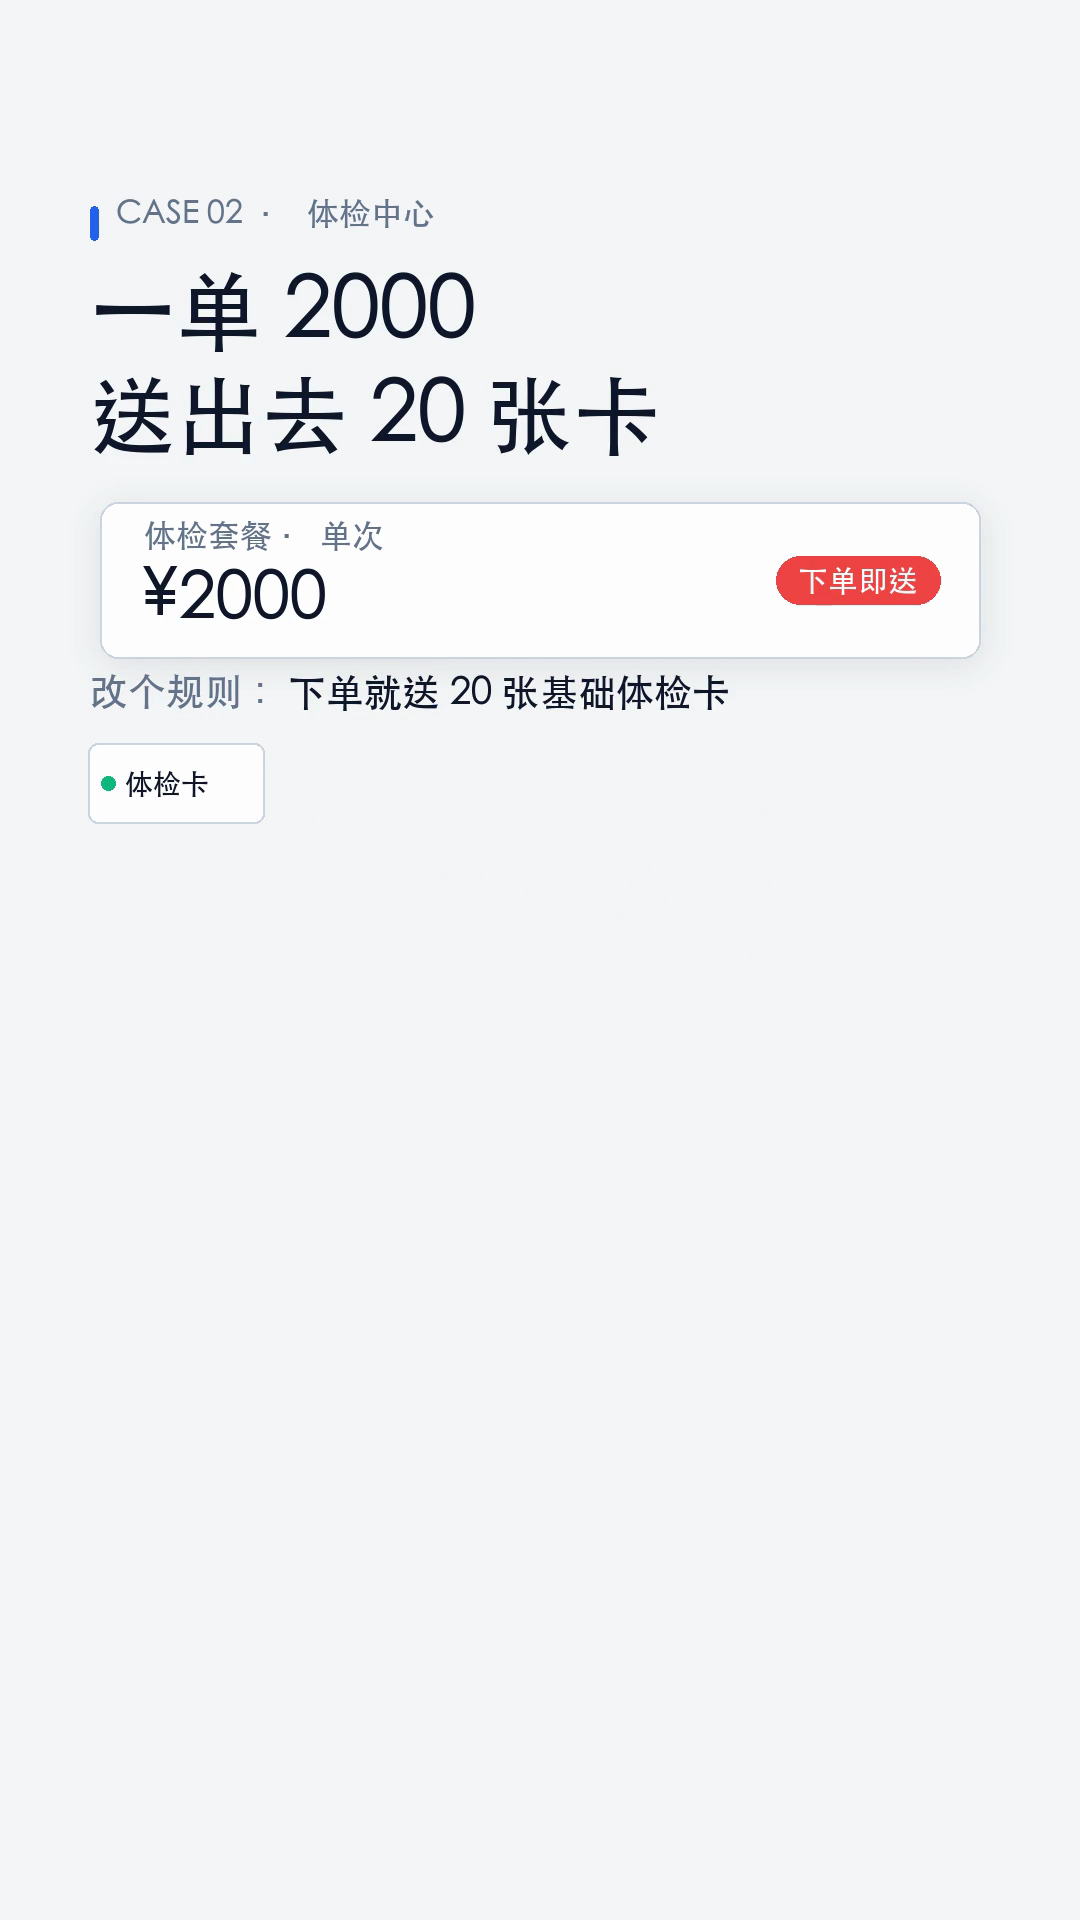 CASE 02 · 体检中心
一单 2000
送出去 20 张卡
体检套餐 · 单次
¥2000
下单即送
改个规则：下单就送 20 张基础体检卡
体检卡